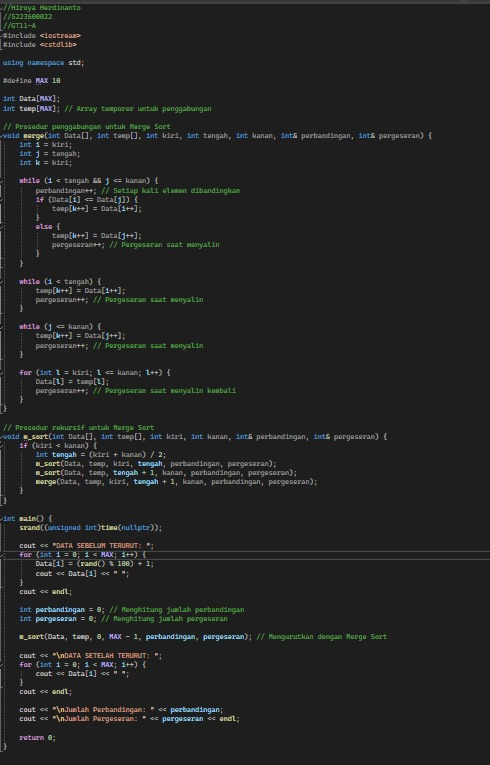 //Hiroya Herdinanto
//5223600022
//GT11-A
#include <iostream>
#include <cstdlib>

using namespace std;

#define MAX 10

int Data[MAX];
int temp[MAX]; // Array temporer untuk penggabungan

// Prosedur penggabungan untuk Merge Sort
void merge(int Data[], int temp[], int kiri, int tengah, int kanan, int& perbandingan, int& pergeseran) {
    int i = kiri;
    int j = tengah;
    int k = kiri;

    while (i < tengah && j <= kanan) {
        perbandingan++; // Setiap kali elemen dibandingkan
        if (Data[i] <= Data[j]) {
            temp[k++] = Data[i++];
        }
        else {
            temp[k++] = Data[j++];
            pergeseran++; // Pergeseran saat menyalin
        }
    }

    while (i < tengah) {
        temp[k++] = Data[i++];
        pergeseran++; // Pergeseran saat menyalin
    }

    while (j <= kanan) {
        temp[k++] = Data[j++];
        pergeseran++; // Pergeseran saat menyalin
    }

    for (int l = kiri; l <= kanan; l++) {
        Data[l] = temp[l];
        pergeseran++; // Pergeseran saat menyalin kembali
    }
}

// Prosedur rekursif untuk Merge Sort
void m_sort(int Data[], int temp[], int kiri, int kanan, int& perbandingan, int& pergeseran) {
    if (kiri < kanan) {
        int tengah = (kiri + kanan) / 2;
        m_sort(Data, temp, kiri, tengah, perbandingan, pergeseran);
        m_sort(Data, temp, tengah + 1, kanan, perbandingan, pergeseran);
        merge(Data, temp, kiri, tengah + 1, kanan, perbandingan, pergeseran);
    }
}

int main() {
    srand((unsigned int)time(nullptr));

    cout << "DATA SEBELUM TERURUT: ";
    for (int i = 0; i < MAX; i++) {
        Data[i] = (rand() % 100) + 1;
        cout << Data[i] << " ";
    }
    cout << endl;

    int perbandingan = 0; // Menghitung jumlah perbandingan
    int pergeseran = 0; // Menghitung jumlah pergeseran

    m_sort(Data, temp, 0, MAX - 1, perbandingan, pergeseran); // Mengurutkan dengan Merge Sort

    cout << "\nDATA SETELAH TERURUT: ";
    for (int i = 0; i < MAX; i++) {
        cout << Data[i] << " ";
    }
    cout << endl;

    cout << "\nJumlah Perbandingan: " << perbandingan;
    cout << "\nJumlah Pergeseran: " << pergeseran << endl;

    return 0;
}